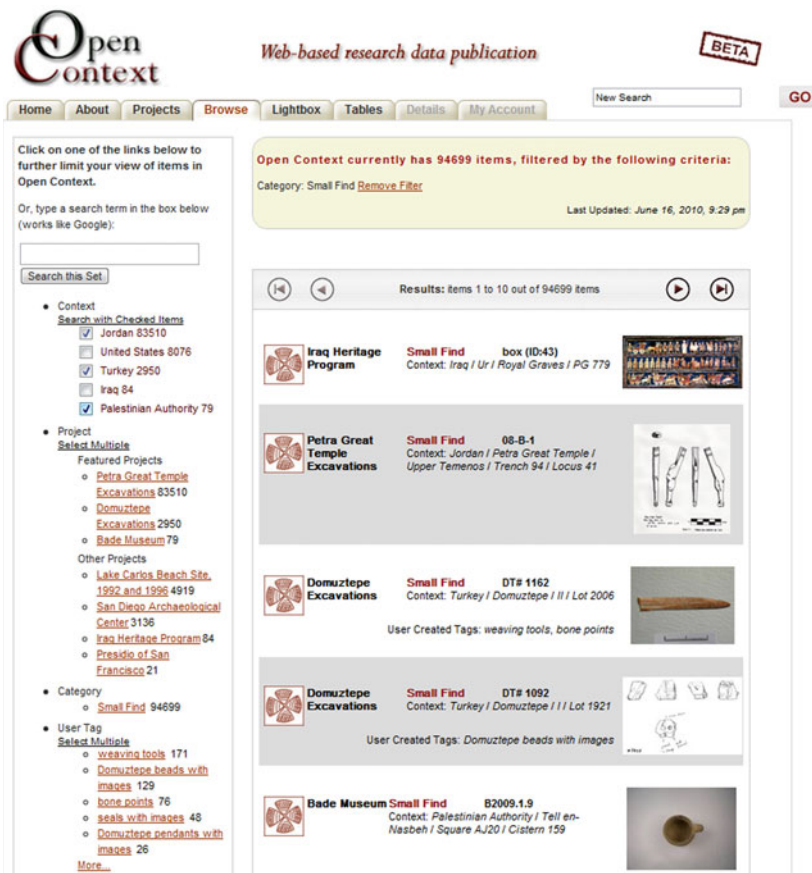 Open Context
Web-based research data publication
BETA
New Search
GO
Home About Projects Browse Lightbox Tables Details My Account
Click on one of the links below to
further limit your view of items in
Open Context.
Or, type a search term in the box below
(works like Google):
Search this Set
Context
Search with Checked Items
Jordan 83510
United States 8076
Turkey 2950
Iraq 84
Palestinian Authority 79
Project
Select Multiple
Featured Projects
Petra Great Temple
Excavations 83510
Domuztepe
Excavations 2950
Bade Museum 79
Other Projects
Lake Carlos Beach Site,
1992 and 1996 4919
San Diego Archaeological
Center 3136
Iraq Heritage Program 84
Presidio of San
Francisco 21
Category
Small Find 94699
User Tag
Select Multiple
weaving tools 171
Domuztepe beads with
images 129
bone points 76
seals with images 48
Domuztepe pendants with
images 26
More...
Open Context currently has 94699 items, filtered by the following criteria:
Category: Small Find Remove Filter
Last Updated: June 16, 2010, 9:29 pm
Results: items 1 to 10 out of 94699 items
Iraq Heritage
Program
Small Find box (ID:43)
Context: Iraq / Ur / Royal Graves / PG 779
Petra Great
Temple
Excavations
Small Find 08-B-1
Context: Jordan / Petra Great Temple /
Upper Temenos / Trench 94 / Locus 41
Domuztepe
Excavations
Small Find DT# 1162
Context: Turkey / Domuztepe / II / Lot 2006
User Created Tags: weaving tools, bone points
Domuztepe
Excavations
Small Find DT# 1092
Context: Turkey / Domuztepe / I / Lot 1921
User Created Tags: Domuztepe beads with images
Bade Museum Small Find B2009.1.9
Context: Palestinian Authority / Tell en-
Nasbeh / Square AJ20 / Cistern 159